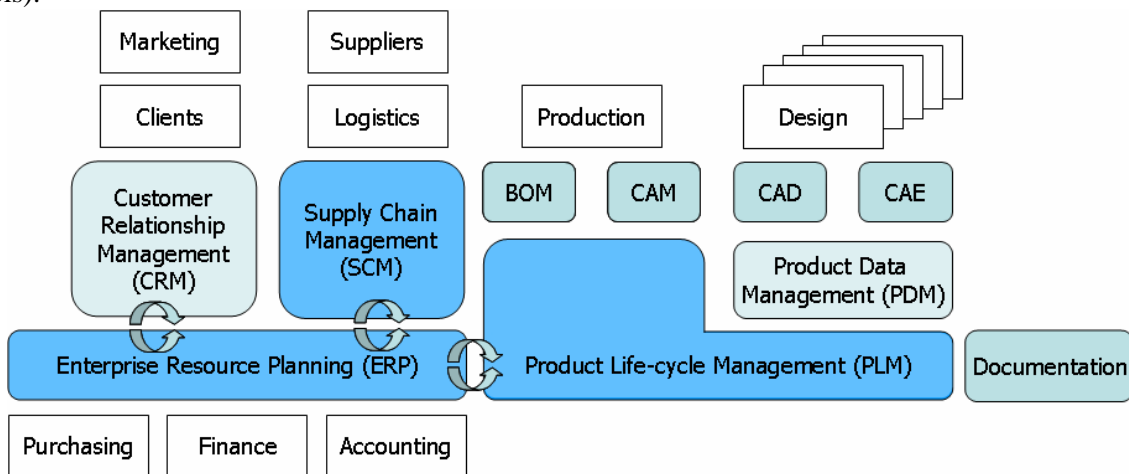 Marketing
Suppliers
Clients
Logistics
Production
Design
Customer
Relationship
Management
(CRM)
Supply Chain
Management
(SCM)
BOM
CAM
CAD
CAE
Product Data
Management (PDM)
Enterprise Resource Planning (ERP)
Product Life-cycle Management (PLM)
Documentation
Purchasing
Finance
Accounting